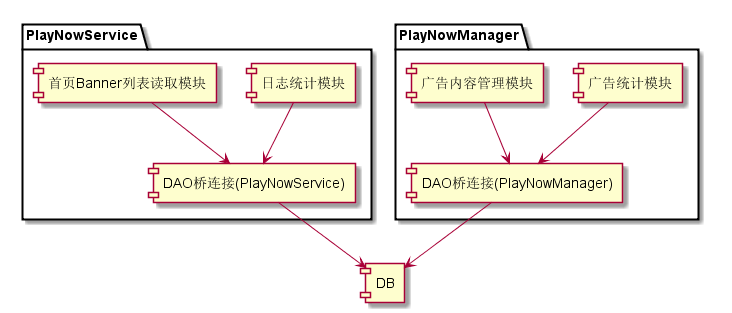 PlayNowService
PlayNowManager
首页Banner列表读取模块
日志统计模块
广告内容管理模块
广告统计模块
DAO桥连接(PlayNowService)
DAO桥连接(PlayNowManager)
DB